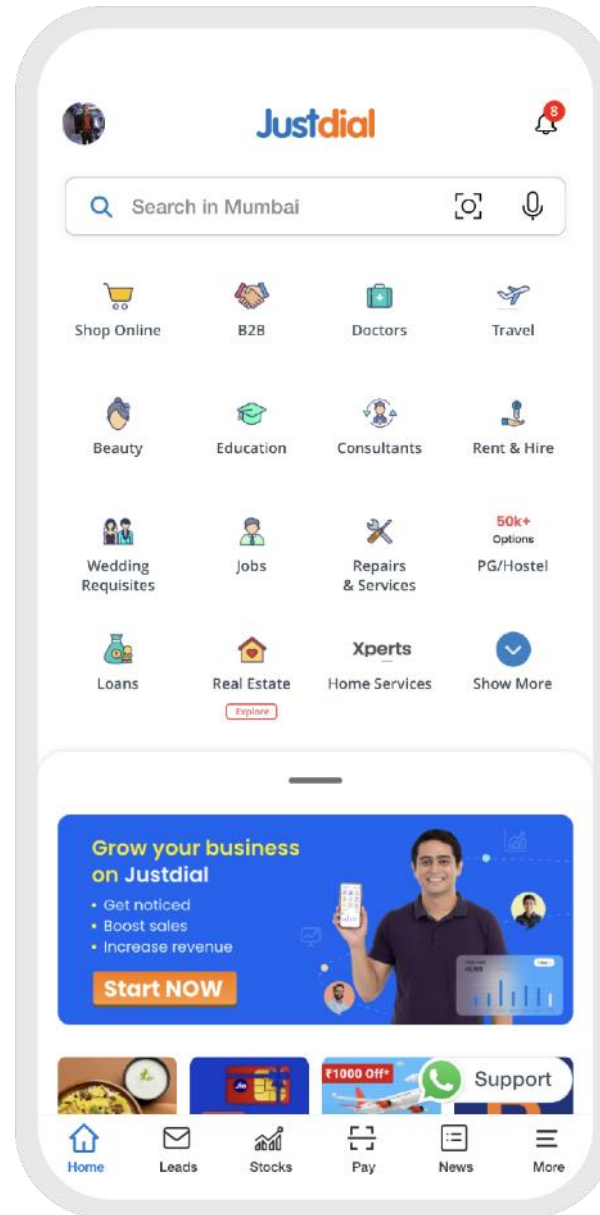 Justdial
8
Search in Mumbai
Shop Online
B2B
Doctors
Travel
Beauty
Education
Consultants
Rent & Hire
Wedding
Requisites
Jobs
Repairs
& Services
50k+
Options
PG/Hostel
Loans
Real Estate
Explore
Xperts
Home Services
Show More
Grow your business
on Justdial
• Get noticed
• Boost sales
• Increase revenue
Start NOW
Jio
₹1000 Off*
Support
Home
Leads
Stocks
Pay
News
More